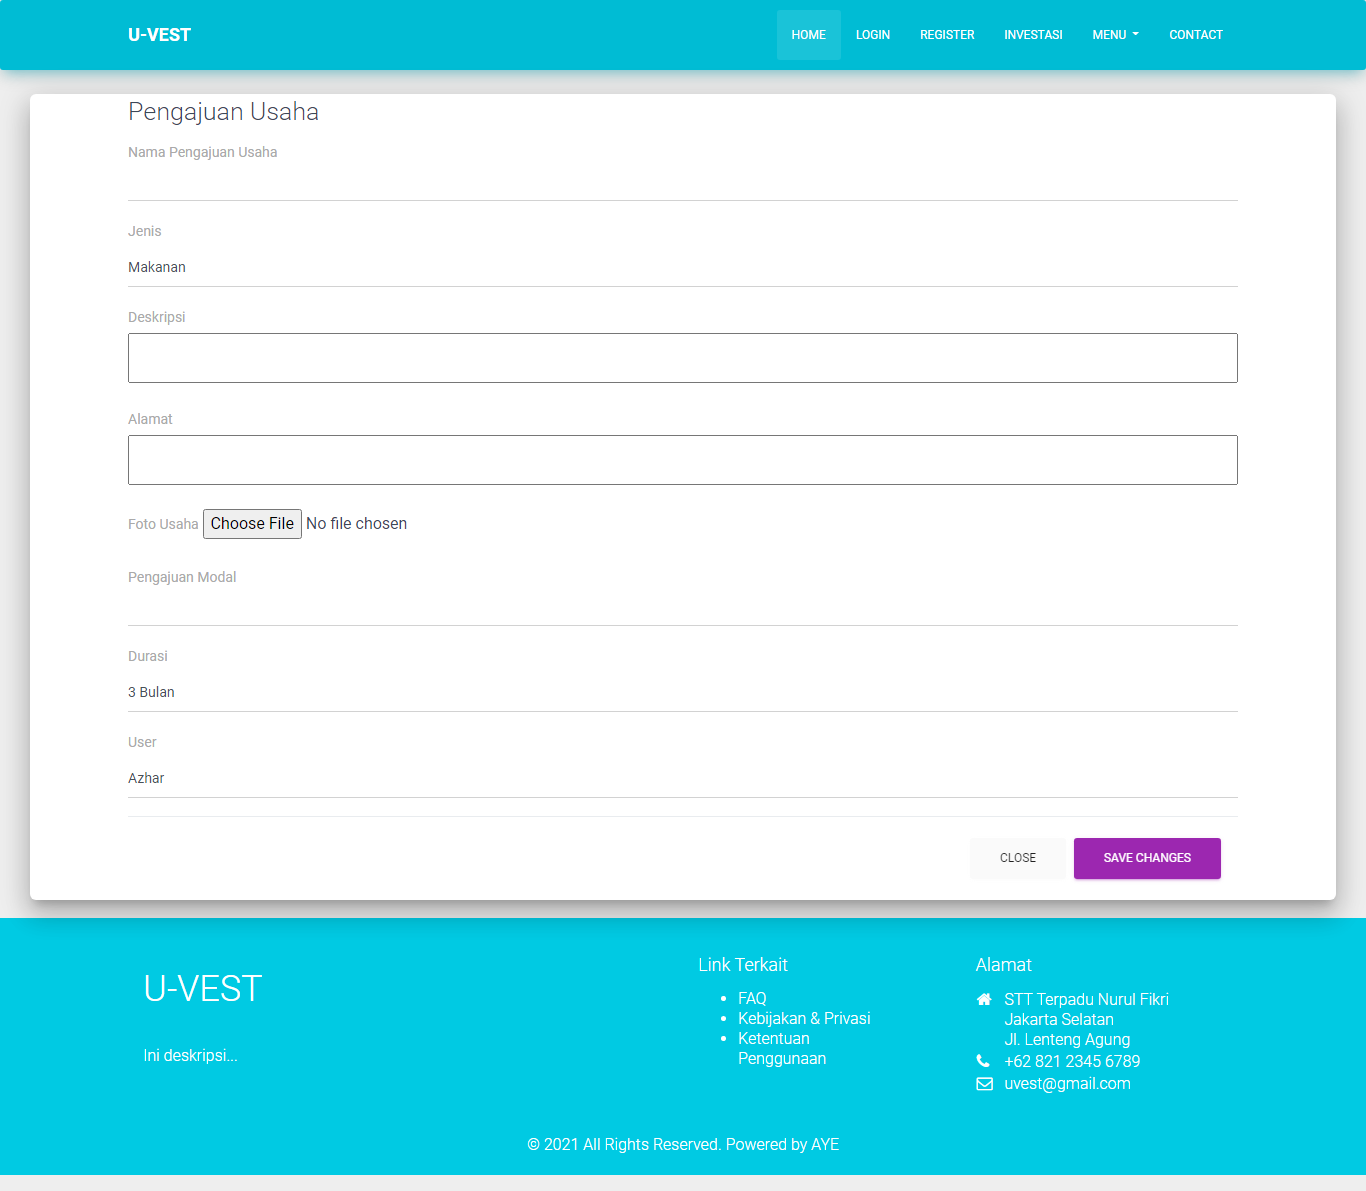 U-VEST
HOME LOGIN REGISTER INVESTASI MENU CONTACT
Pengajuan Usaha
Nama Pengajuan Usaha
Jenis
Makanan
Deskripsi
Alamat
Foto Usaha Choose File No file chosen
Pengajuan Modal
Durasi
3 Bulan
User
Azhar
CLOSE SAVE CHANGES
U-VEST
Ini deskripsi...
Link Terkait
FAQ
Kebijakan & Privasi
Ketentuan
Penggunaan
Alamat
STT Terpadu Nurul Fikri
Jakarta Selatan
Jl. Lenteng Agung
+62 821 2345 6789
uvest@gmail.com
© 2021 All Rights Reserved. Powered by AYE